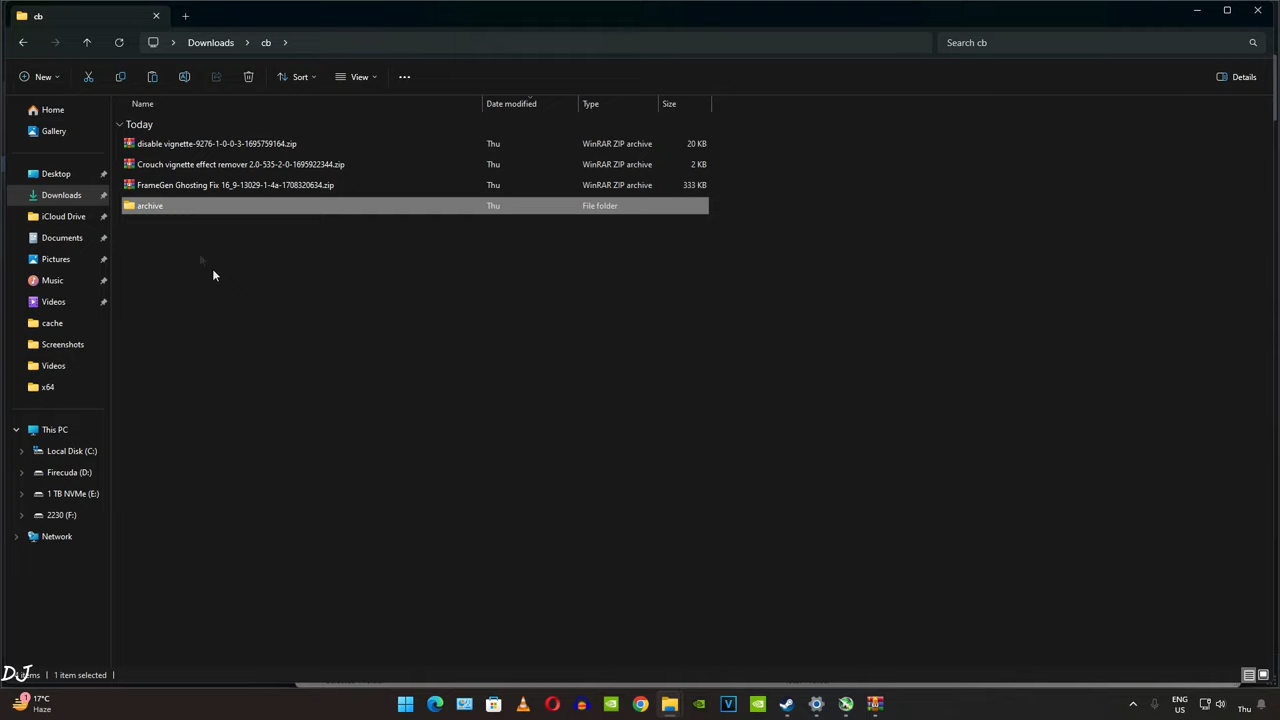 cb
Downloads
cb
Search cb
New
Sort
View
Details
Home
Gallery
Desktop
Downloads
iCloud Drive
Documents
Pictures
Music
Videos
cache
Screenshots
Videos
x64
This PC
Local Disk (C:)
Firecuda (D:)
1 TB NVMe (E:)
2230 (F:)
Network
Name Date modified Type Size
Today
disable vignette-9276-1-0-0-3-1695759164.zip Thu WinRAR ZIP archive 20 KB
Crouch vignette effect remover 2.0-535-2-0-1695922344.zip Thu WinRAR ZIP archive 2 KB
FrameGen Ghosting Fix 16_9-13029-1-4a-1708320634.zip Thu WinRAR ZIP archive 333 KB
archive Thu File folder
DJ
items 1 item selected
17°C
Haze
ENG
US
Thu